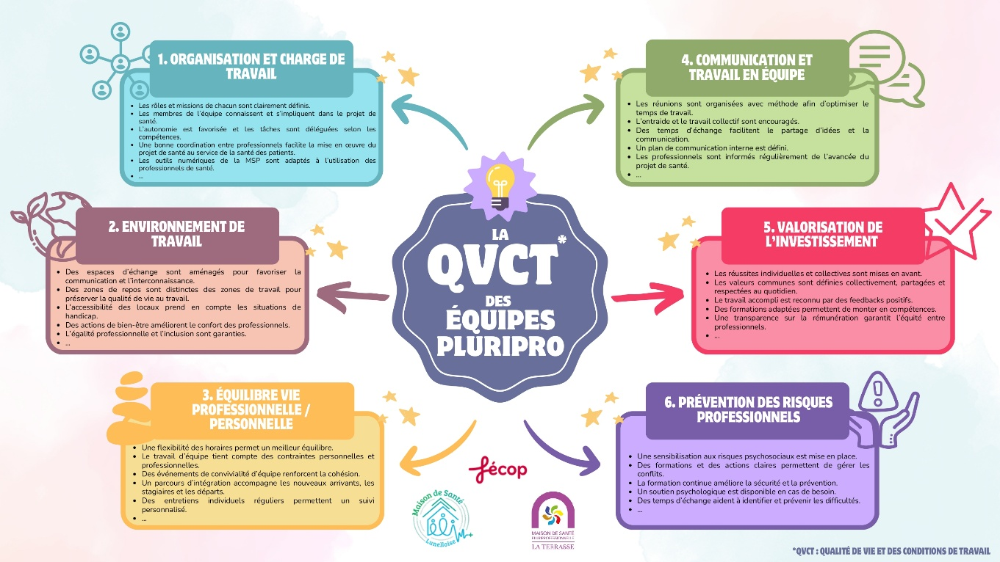 1. ORGANISATION ET CHARGE DE
TRAVAIL
• Les rôles et missions de chacun sont clairement définis.
• Les membres de l'équipe connaissent et s'impliquent dans le projet de
santé.
• L'autonomie est favorisée et les tâches sont déléguées selon les
compétences.
• Une bonne coordination entre professionnels facilite la mise en œuvre du
projet de santé au service de la santé des patients.
• Les outils numériques de la MSP sont adaptés à l'utilisation des
professionnels de santé.
• ...
2. ENVIRONNEMENT DE
TRAVAIL
• Des espaces d'échange sont aménagés pour favoriser la
communication et l'interconnaissance.
• Des zones de repos sont distinctes des zones de travail pour
préserver la qualité de vie au travail.
• L'accessibilité des locaux prend en compte les situations de
handicap.
• Des actions de bien-être améliorent le confort des professionnels.
• L'égalité professionnelle et l'inclusion sont garanties.
• ...
3. ÉQUILIBRE VIE
PROFESSIONNELLE /
PERSONNELLE
• Une flexibilité des horaires permet un meilleur équilibre.
• Le travail d'équipe tient compte des contraintes personnelles et
professionnelles.
• Des événements de convivialité d'équipe renforcent la cohésion.
• Un parcours d'intégration accompagne les nouveaux arrivants, les
stagiaires et les départs.
• Des entretiens individuels réguliers permettent un suivi
personnalisé.
• ...
LA
QVCT*
DES
ÉQUIPES
PLURIPRO
4. COMMUNICATION ET
TRAVAIL EN ÉQUIPE
• Les réunions sont organisées avec méthode afin d'optimiser le
temps de travail.
• L'entraide et le travail collectif sont encouragés.
• Des temps d'échange facilitent le partage d'idées et la
communication.
• Un plan de communication interne est défini.
• Les professionnels sont informés régulièrement de l'avancée du
projet de santé.
• ...
5. VALORISATION DE
L'INVESTISSEMENT
• Les réussites individuelles et collectives sont mises en avant.
• Les valeurs communes sont définies collectivement, partagées et
respectées au quotidien.
• Le travail accompli est reconnu par des feedbacks positifs.
• Des formations adaptées permettent de monter en compétences.
• Une transparence sur la rémunération garantit l'équité entre
professionnels.
• ...
6. PRÉVENTION DES RISQUES
PROFESSIONNELS
• Une sensibilisation aux risques psychosociaux est mise en place.
• Des formations et des actions claires permettent de gérer les
conflits.
• La formation continue améliore la sécurité et la prévention.
• Un soutien psychologique est disponible en cas de besoin.
• Des temps d'échange aident à identifier et prévenir les difficultés.
• ...
fécop
Maison de Santé
Lunelloise
MAISON DE SANTÉ
PLURIPROFESSIONNELLE
LA TERRASSE
*QVCT : QUALITÉ DE VIE ET DES CONDITIONS DE TRAVAIL